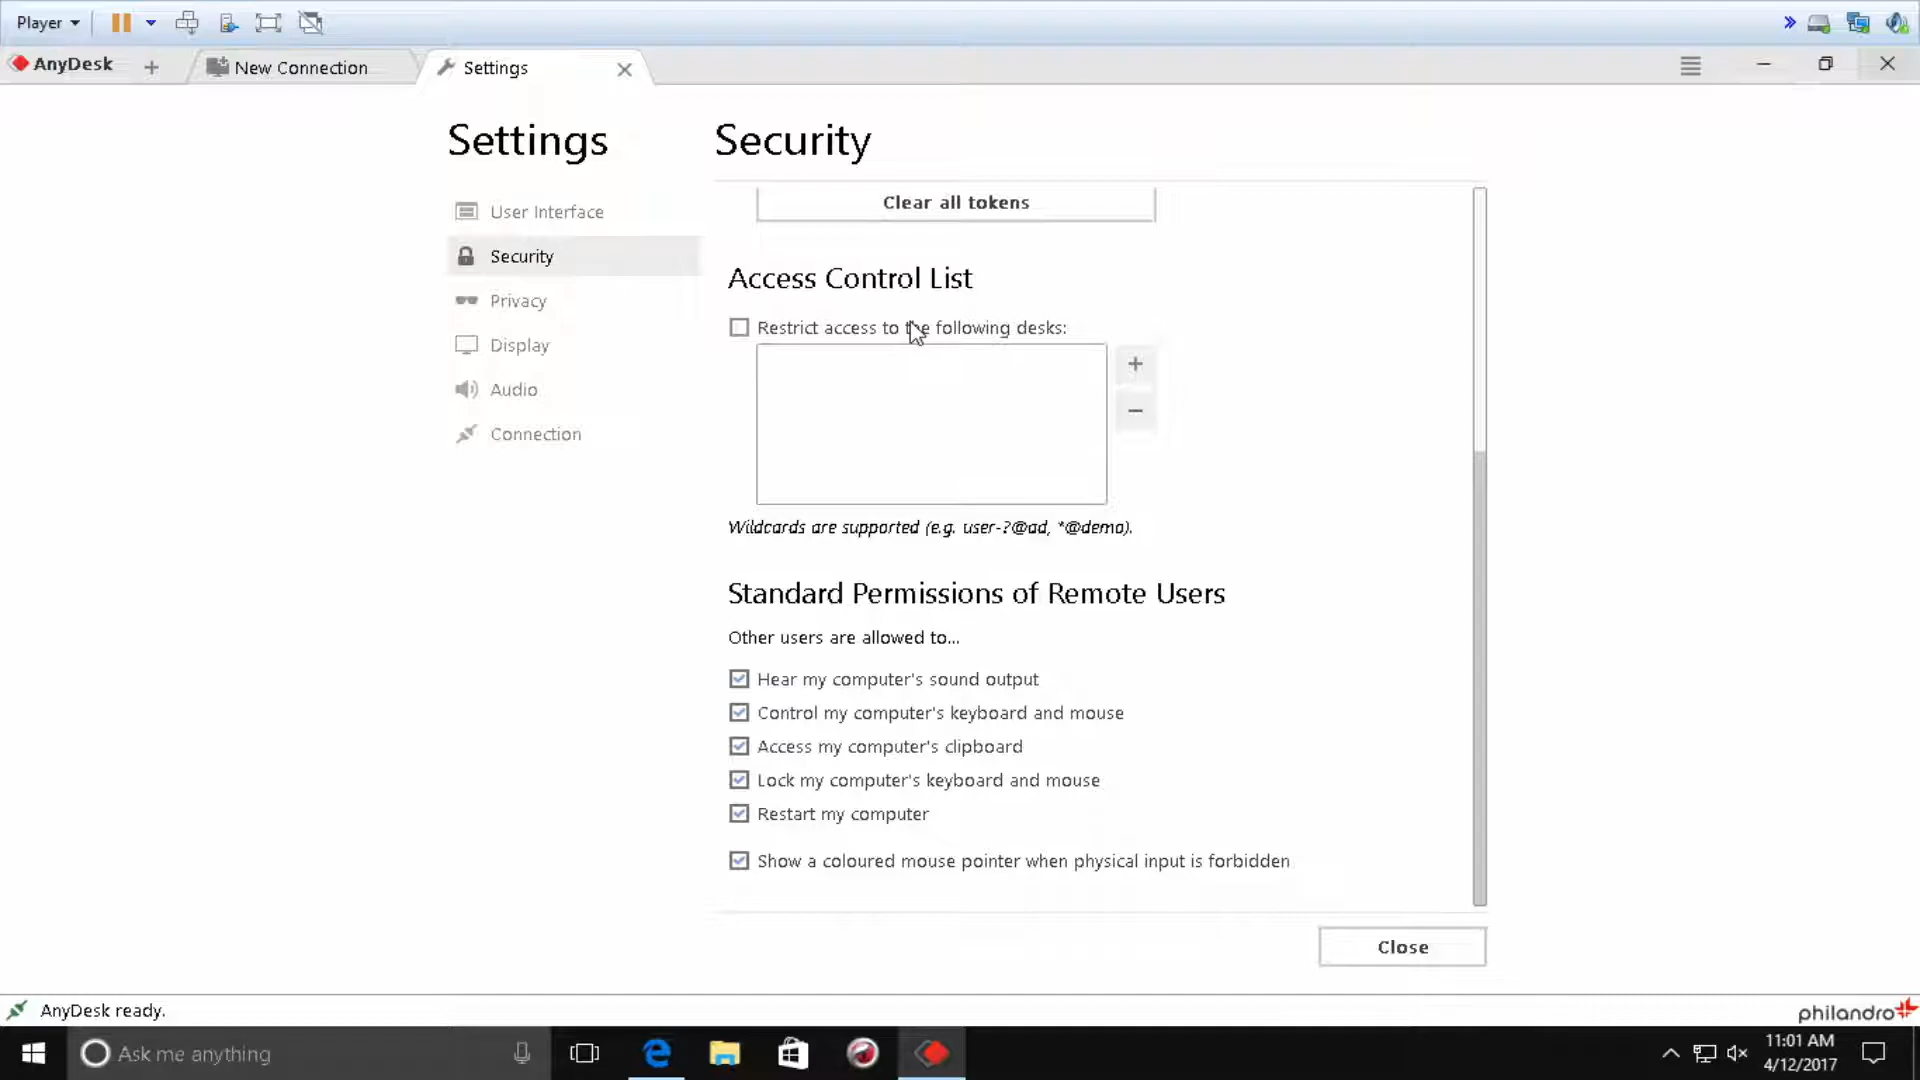 Player
AnyDesk
New Connection
Settings
Settings
Security
User Interface
Security
Privacy
Display
Audio
Connection
Clear all tokens
Access Control List
Restrict access to the following desks:
+
−
Wildcards are supported (e.g. user-?@ad, *@demo).
Standard Permissions of Remote Users
Other users are allowed to...
Hear my computer's sound output
Control my computer's keyboard and mouse
Access my computer's clipboard
Lock my computer's keyboard and mouse
Restart my computer
Show a coloured mouse pointer when physical input is forbidden
Close
AnyDesk ready.
philandro
Ask me anything
11:01 AM
4/12/2017